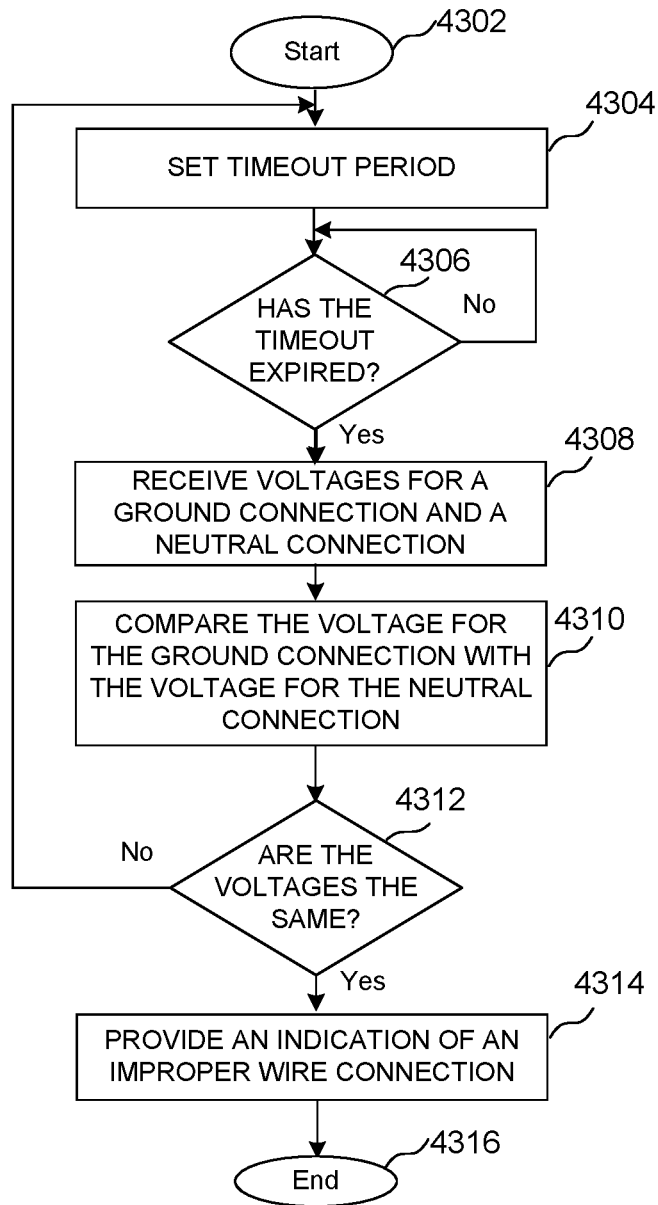 4302
Start
4304
SET TIMEOUT PERIOD
4306
HAS THE
TIMEOUT
EXPIRED?
No
Yes
4308
RECEIVE VOLTAGES FOR A
GROUND CONNECTION AND A
NEUTRAL CONNECTION
4310
COMPARE THE VOLTAGE FOR
THE GROUND CONNECTION WITH
THE VOLTAGE FOR THE NEUTRAL
CONNECTION
4312
No
ARE THE
VOLTAGES THE
SAME?
Yes
4314
PROVIDE AN INDICATION OF AN
IMPROPER WIRE CONNECTION
4316
End